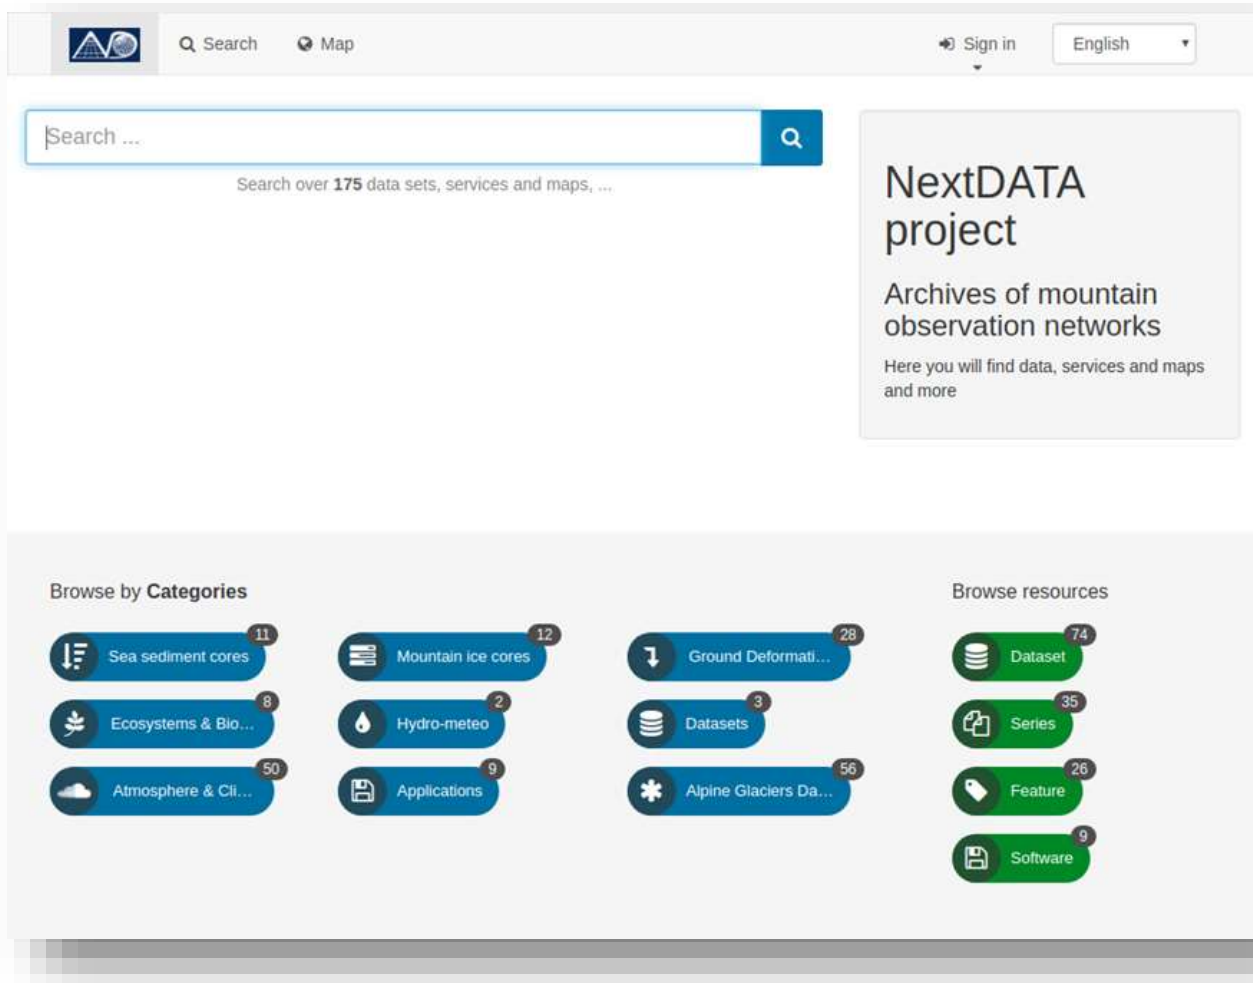 Search
Map
Sign in
English
Search ...
Search over 175 data sets, services and maps, ...
NextDATA
project
Archives of mountain
observation networks
Here you will find data, services and maps
and more
Browse by Categories
Sea sediment cores 11
Mountain ice cores 12
Ground Deformati... 28
Ecosystems & Bio... 8
Hydro-meteo 2
Datasets 3
Atmosphere & Cli... 50
Applications 9
Alpine Glaciers Da... 56
Browse resources
Dataset 74
Series 35
Feature 26
Software 9